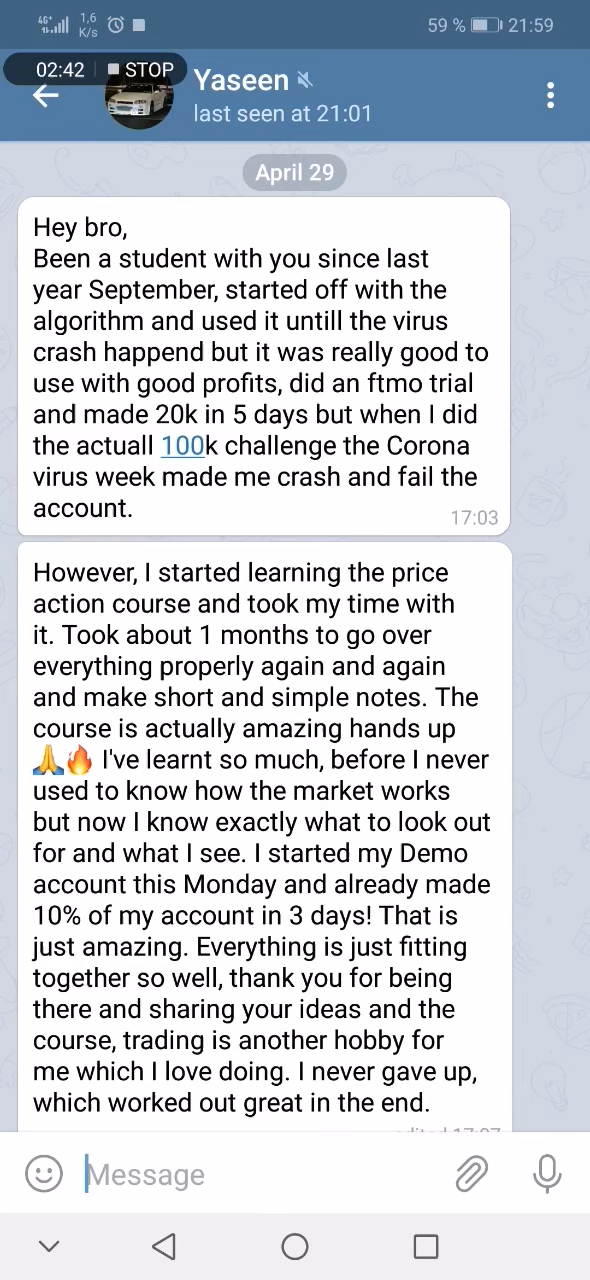 4G+ 1,6 K/s 59 % 21:59
02:42 STOP
Yaseen
last seen at 21:01
April 29
Hey bro,
Been a student with you since last
year September, started off with the
algorithm and used it untill the virus
crash happend but it was really good to
use with good profits, did an ftmo trial
and made 20k in 5 days but when I did
the actuall 100k challenge the Corona
virus week made me crash and fail the
account.
17:03
However, I started learning the price
action course and took my time with
it. Took about 1 months to go over
everything properly again and again
and make short and simple notes. The
course is actually amazing hands up
🙏🔥 I've learnt so much, before I never
used to know how the market works
but now I know exactly what to look out
for and what I see. I started my Demo
account this Monday and already made
10% of my account in 3 days! That is
just amazing. Everything is just fitting
together so well, thank you for being
there and sharing your ideas and the
course, trading is another hobby for
me which I love doing. I never gave up,
which worked out great in the end.
Message